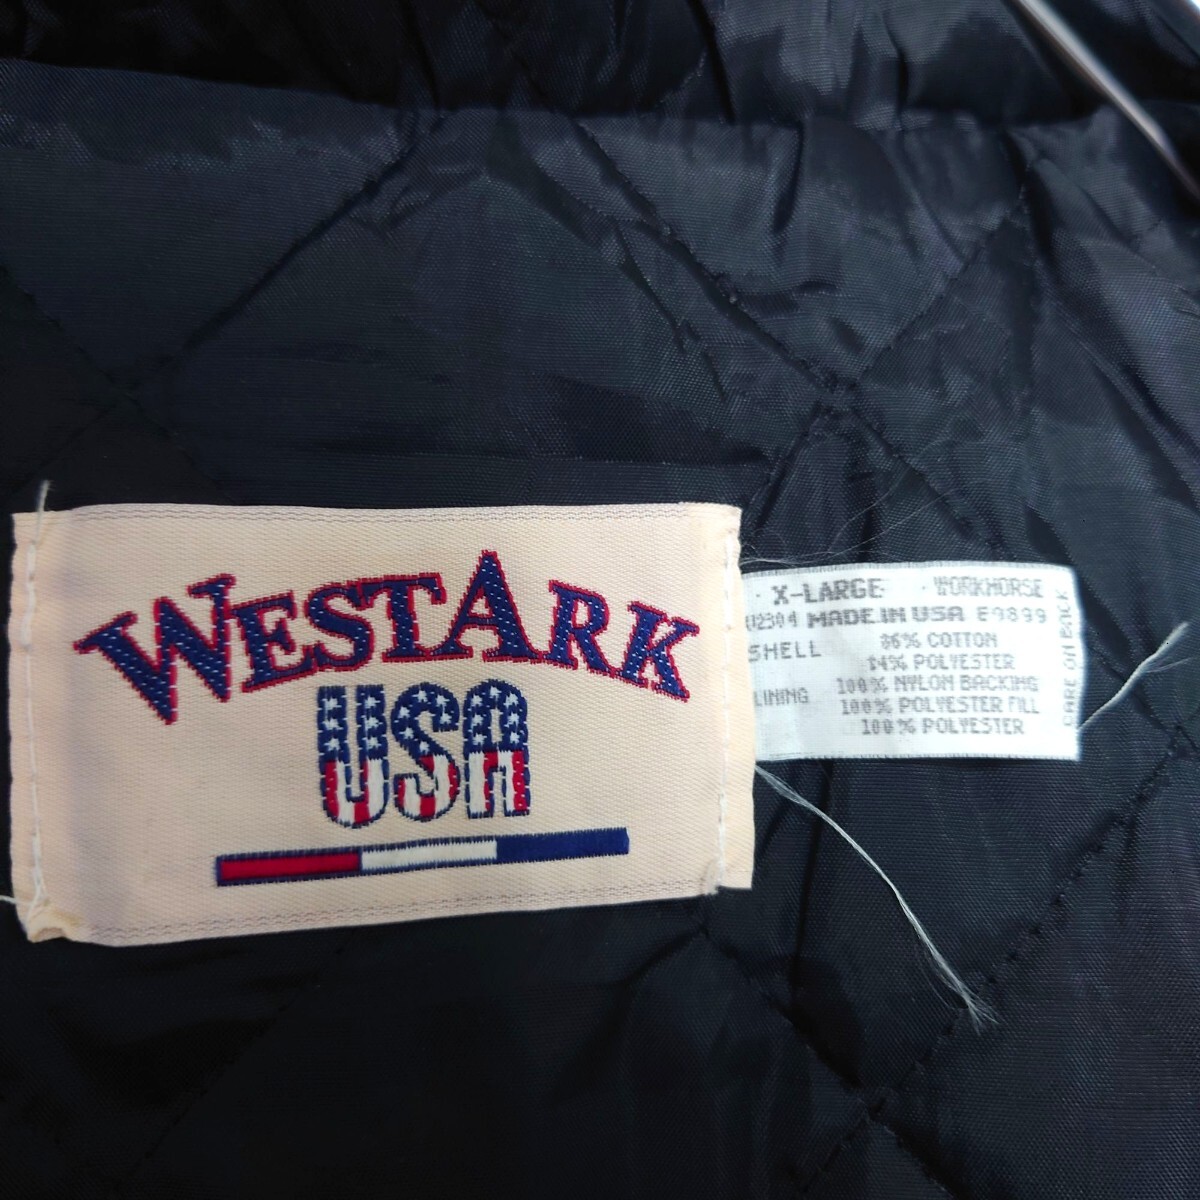 WESTARK
USA
X-LARGE WORKHORSE
MADE IN USA E9899
SHELL 86% COTTON
14% POLYESTER
LINING 100% NYLON BACKING
100% POLYESTER FILL
100% POLYESTER
CARE ON BACK